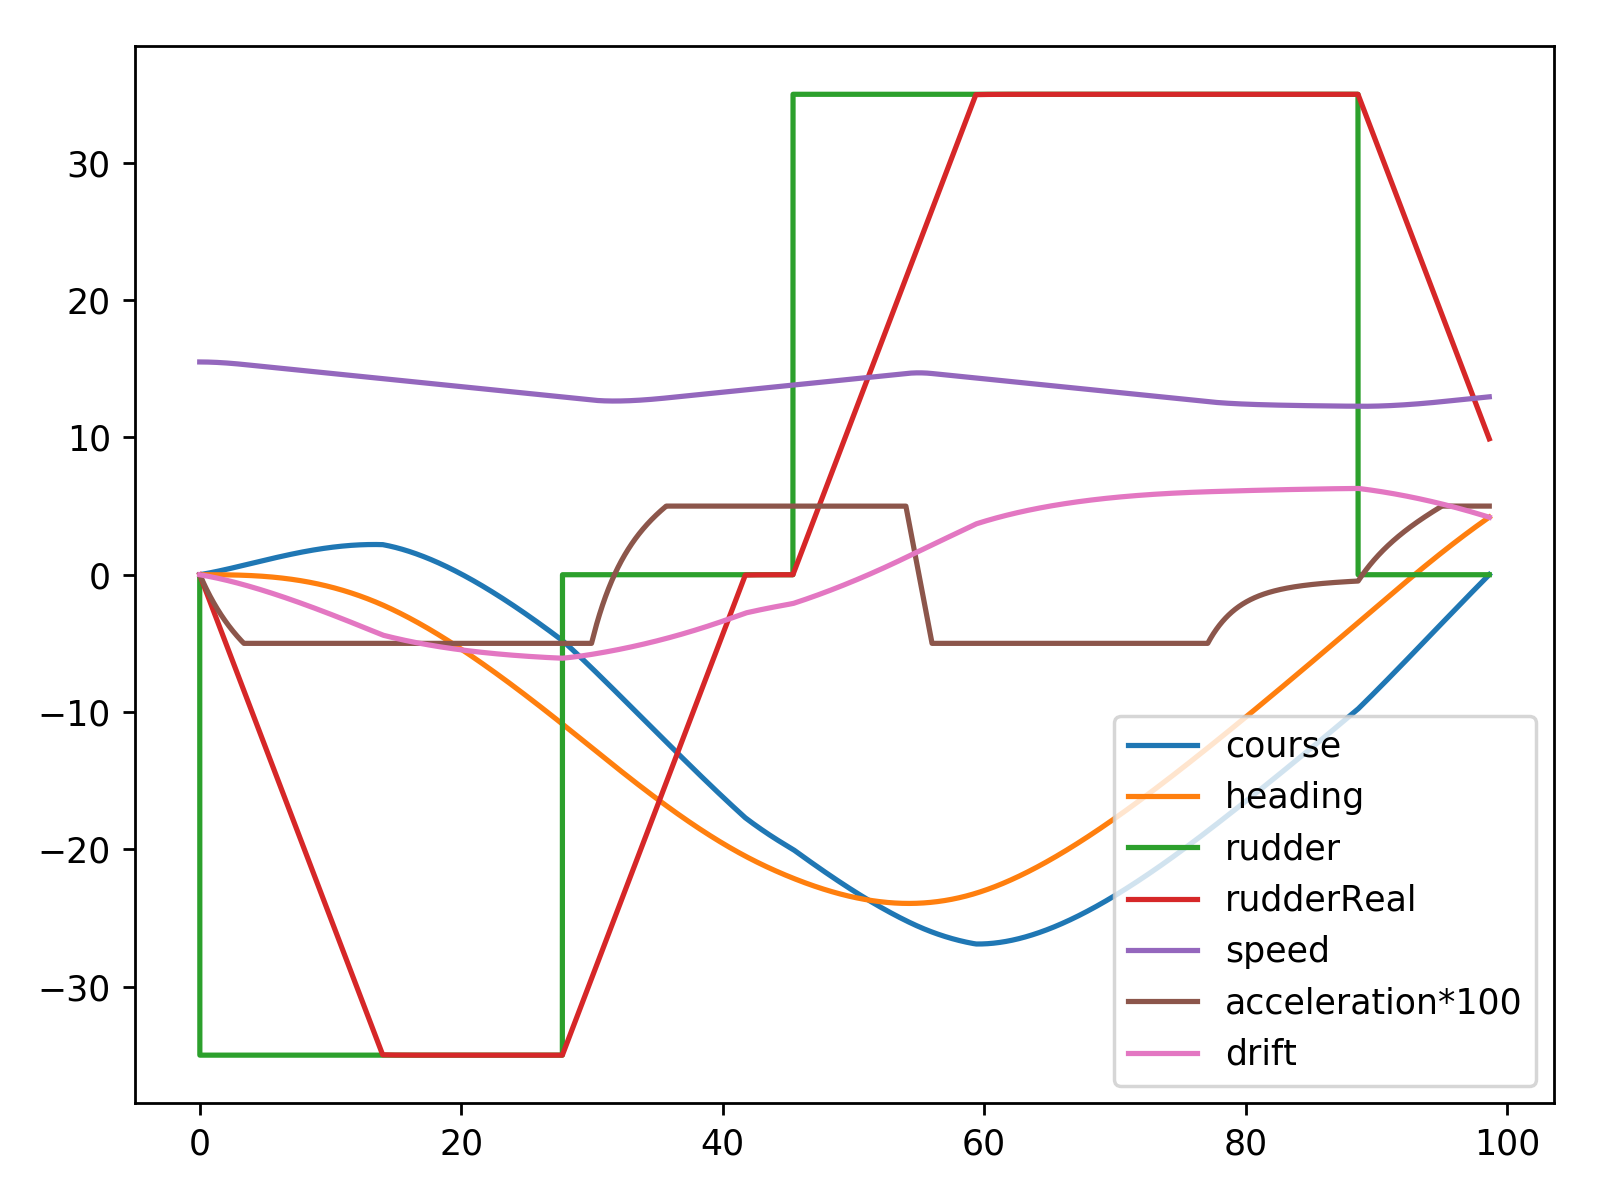 30
20
10
0
−10
−20
−30
0 20 40 60 80 100
course
heading
rudder
rudderReal
speed
acceleration*100
drift